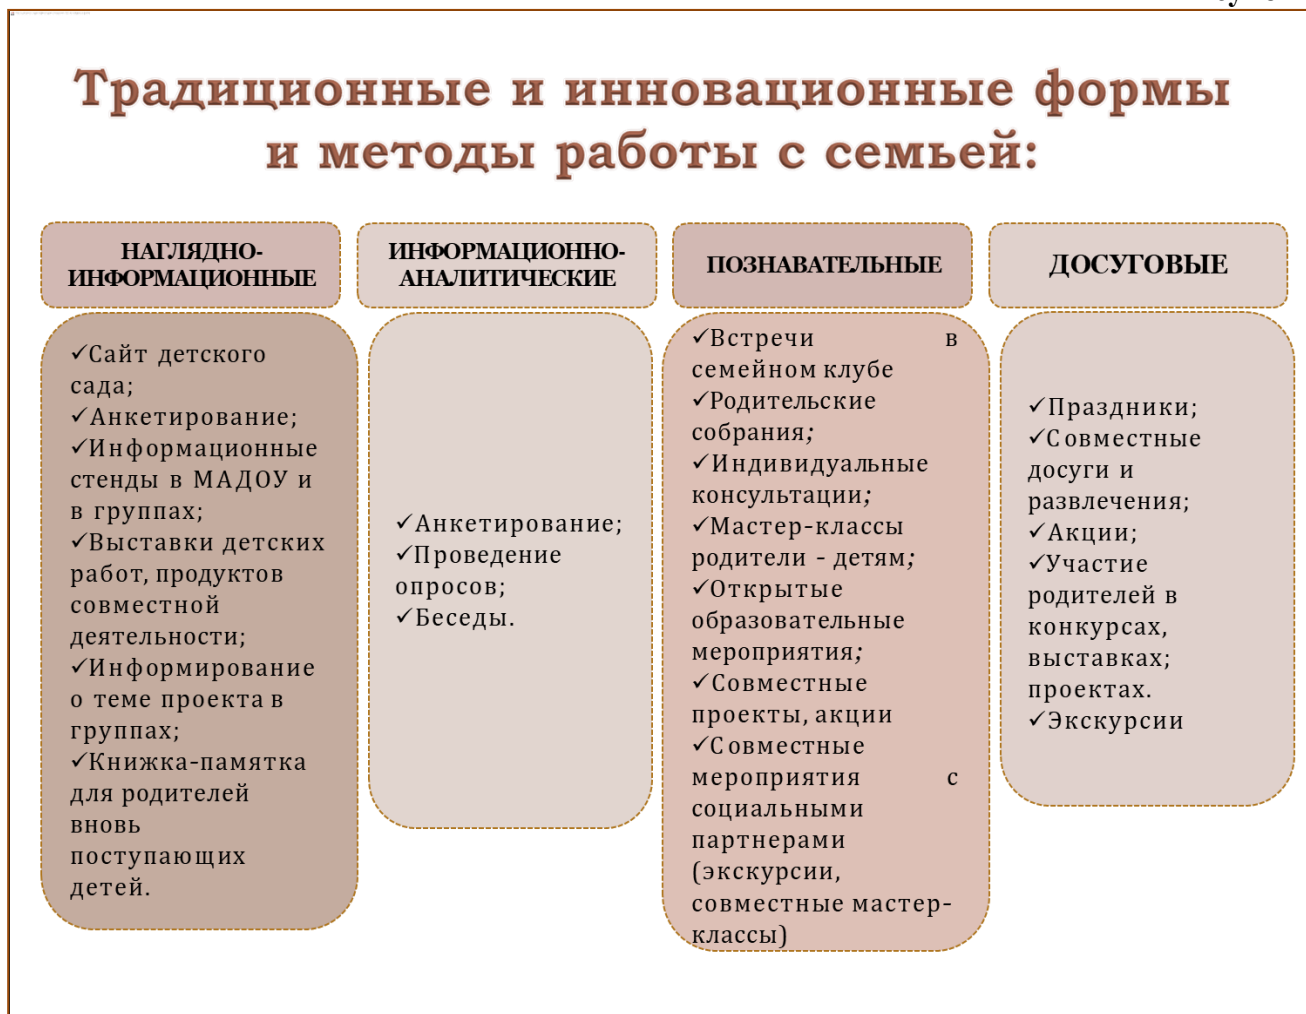 Традиционные и инновационные формы
и методы работы с семьей:
НАГЛЯДНО-
ИНФОРМАЦИОННЫЕ
✓Сайт детского
сада;
✓Анкетирование;
✓Информационные
стенды в МАДОУ и
в группах;
✓Выставки детских
работ, продуктов
совместной
деятельности;
✓Информирование
о теме проекта в
группах;
✓Книжка-памятка
для родителей
вновь
поступающих
детей.
ИНФОРМАЦИОННО-
АНАЛИТИЧЕСКИЕ
✓Анкетирование;
✓Проведение
опросов;
✓Беседы.
ПОЗНАВАТЕЛЬНЫЕ
✓Встречи в
семейном клубе
✓Родительские
собрания;
✓Индивидуальные
консультации;
✓Мастер-классы
родители - детям;
✓Открытые
образовательные
мероприятия;
✓Совместные
проекты, акции
✓Совместные
мероприятия с
социальными
партнерами
(экскурсии,
совместные мастер-
классы)
ДОСУГОВЫЕ
✓Праздники;
✓Совместные
досуги и
развлечения;
✓Акции;
✓Участие
родителей в
конкурсах,
выставках;
проектах.
✓Экскурсии